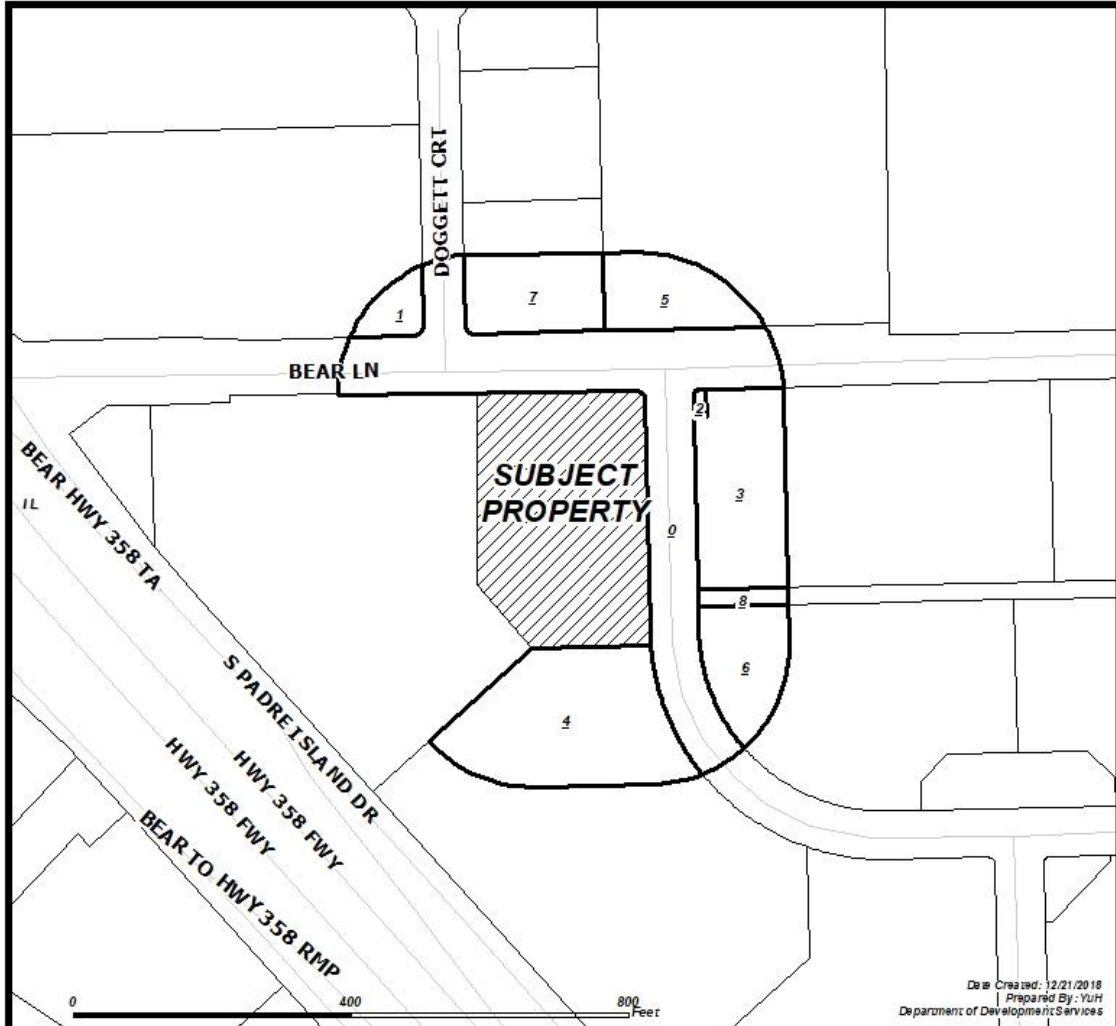 DOGGETT CRT
7
5
1
BEAR LN
2
SUBJECT
PROPERTY
3
BEAR HWY 358 TA
IL
0
8
6
S PADRE ISLAND DR
4
HWY 358 FWY
HWY 358 FWY
BEAR TO HWY 358 RMP
0 400 800
Feet
Date Created: 12/21/2018
Prepared By: YuH
Department of Development Services